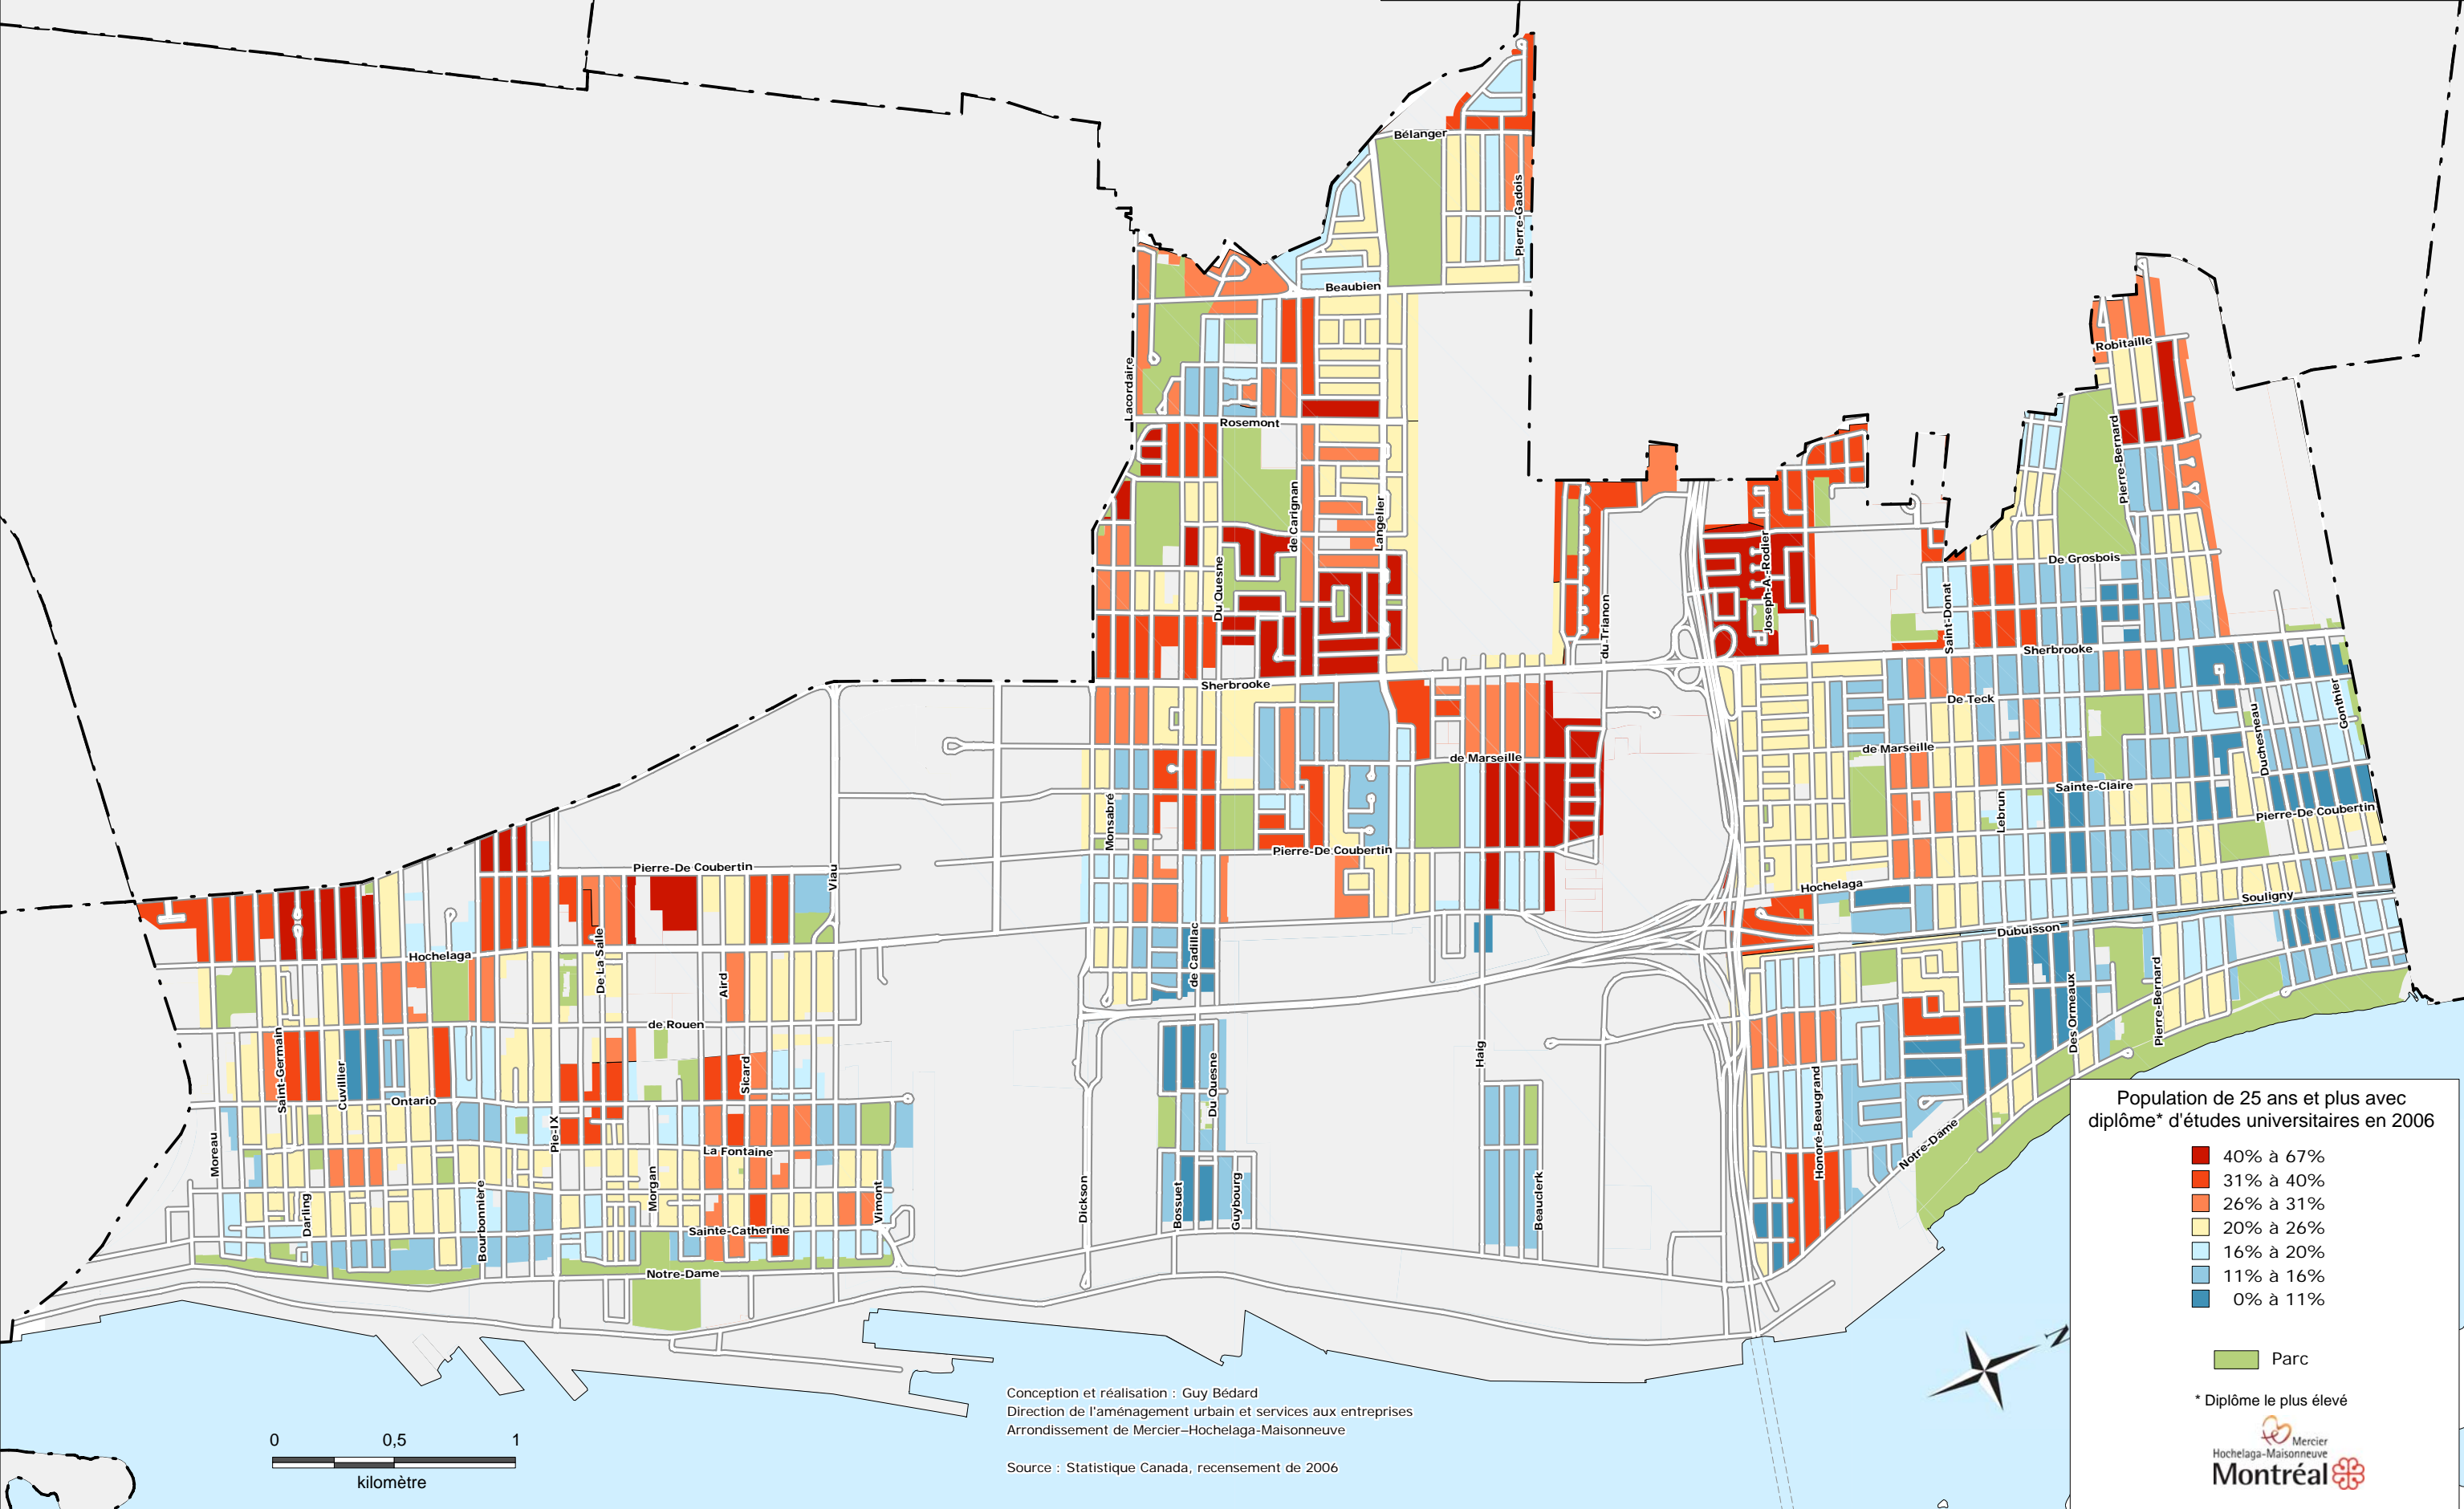 Bélanger
Pierre-Gadois
Beaubien
Lacordaire
Robitaille
Rosemont
Pierre-Bernard
de Carignan
Langelier
Du Quesne
Joseph-A.-Rodier
De Grosbois
du Trianon
Saint-Donat
Sherbrooke
Sherbrooke
De Teck
Gonthier
Duchesneau
de Marseille
de Marseille
Sainte-Claire
Monsabré
Lebrun
Pierre-De Coubertin
Pierre-De Coubertin
Pierre-De Coubertin
Viau
Hochelaga
Souligny
Dubuisson
Hochelaga
De La Salle
de Cadillac
Aird
Pierre-Bernard
Des Ormeaux
de Rouen
Saint-Germain
Cuvillier
Sicard
Du Quesne
Haig
Ontario
Honoré-Beaugrand
Moreau
Pie-IX
La Fontaine
Notre-Dame
Darling
Bourbonnière
Morgan
Vimont
Dickson
Bossuet
Guybourg
Beauclerk
Sainte-Catherine
Notre-Dame
Population de 25 ans et plus avec
diplôme* d'études universitaires en 2006
40% à 67%
31% à 40%
26% à 31%
20% à 26%
16% à 20%
11% à 16%
0% à 11%
Parc
* Diplôme le plus élevé
Mercier
Hochelaga-Maisonneuve
Montréal
N
0 0,5 1
kilomètre
Conception et réalisation : Guy Bédard
Direction de l'aménagement urbain et services aux entreprises
Arrondissement de Mercier–Hochelaga-Maisonneuve
Source : Statistique Canada, recensement de 2006